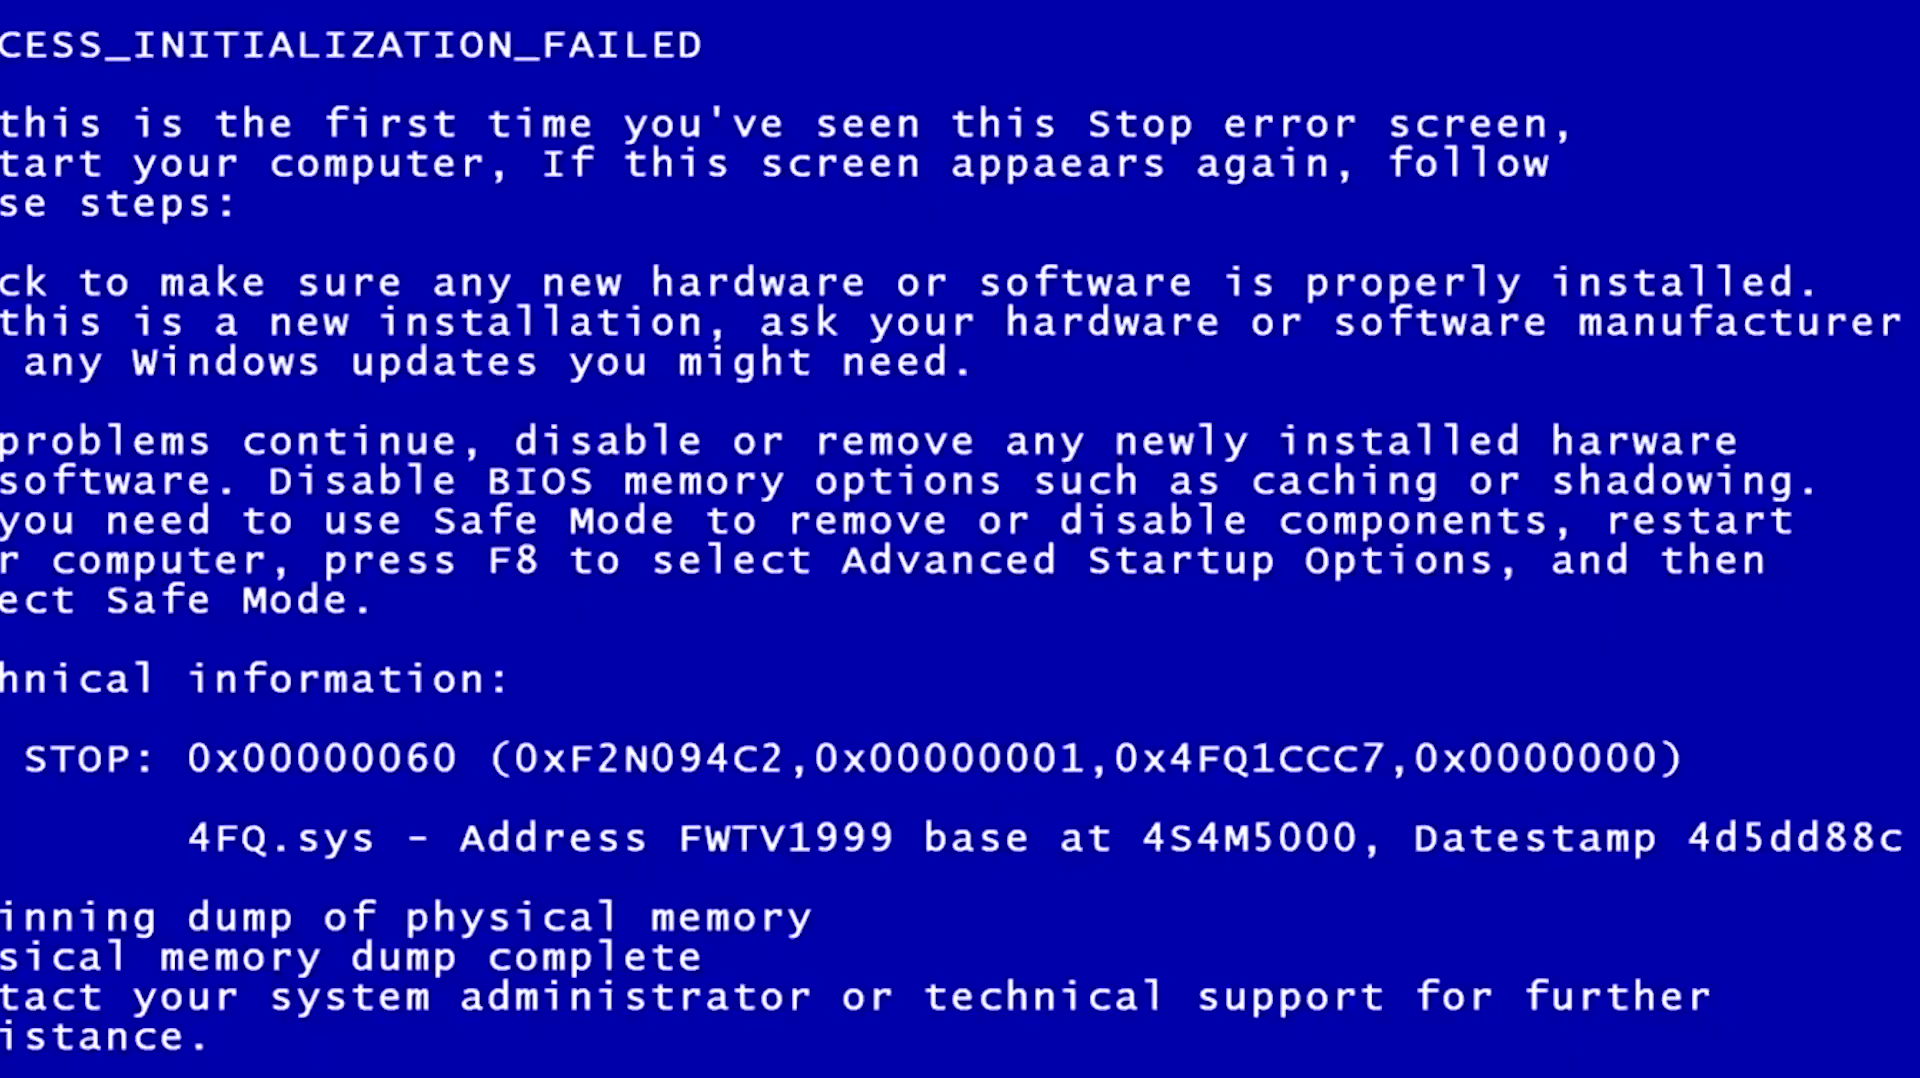 CESS_INITIALIZATION_FAILED
this is the first time you've seen this Stop error screen,
tart your computer, If this screen appaears again, follow
se steps:
ck to make sure any new hardware or software is properly installed.
this is a new installation, ask your hardware or software manufacturer
any Windows updates you might need.
problems continue, disable or remove any newly installed harware
software. Disable BIOS memory options such as caching or shadowing.
you need to use Safe Mode to remove or disable components, restart
r computer, press F8 to select Advanced Startup Options, and then
ect Safe Mode.
hnical information:
STOP: 0x00000060 (0xF2N094C2,0x00000001,0x4FQ1CCC7,0x0000000)
4FQ.sys - Address FWTV1999 base at 4S4M5000, Datestamp 4d5dd88c
inning dump of physical memory
sical memory dump complete
tact your system administrator or technical support for further
istance.